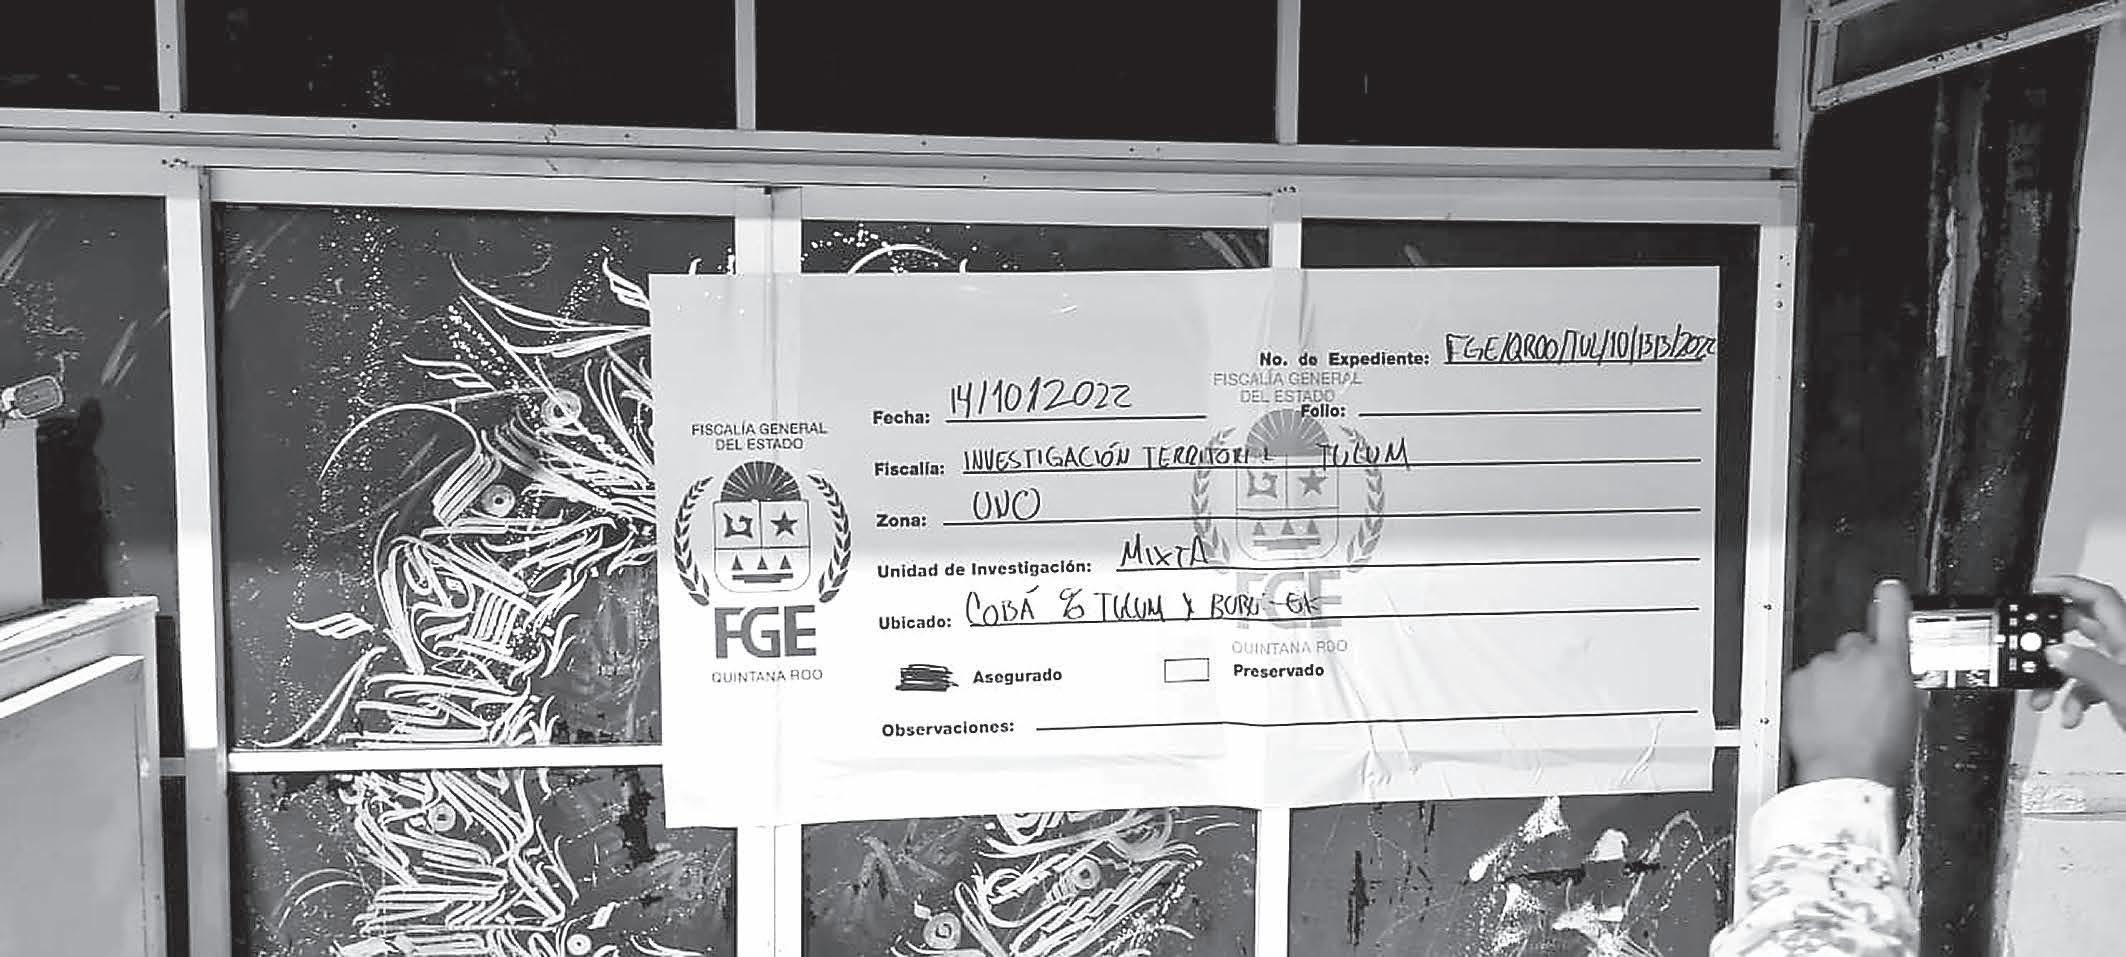 No. de Expediente: FGE/QROO/TUL/10/1313/2022
FISCALÍA GENERAL
DEL ESTADO
Folio:
Fecha: 14/10/2022
FISCALÍA GENERAL
DEL ESTADO
Fiscalía: INVESTIGACIÓN TERRITORIAL TULUM
Zona: UNO
Unidad de Investigación: MIXTA
Ubicado: COBÁ % TULUM Y
FGE
QUINTANA ROO
FGE
QUINTANA ROO
Asegurado
Preservado
Observaciones: